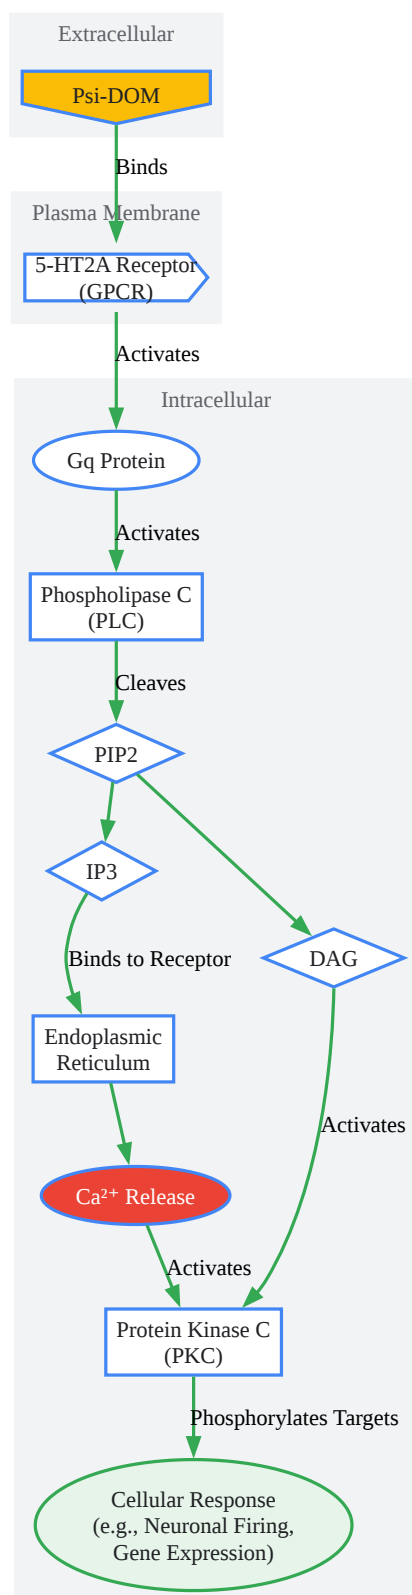 Extracellular
Psi-DOM
Binds
Plasma Membrane
5-HT2A Receptor
(GPCR)
Activates
Intracellular
Gq Protein
Activates
Phospholipase C
(PLC)
Cleaves
PIP2
IP3
DAG
Binds to Receptor
Endoplasmic
Reticulum
Activates
Ca²⁺ Release
Activates
Protein Kinase C
(PKC)
Phosphorylates Targets
Cellular Response
(e.g., Neuronal Firing,
Gene Expression)